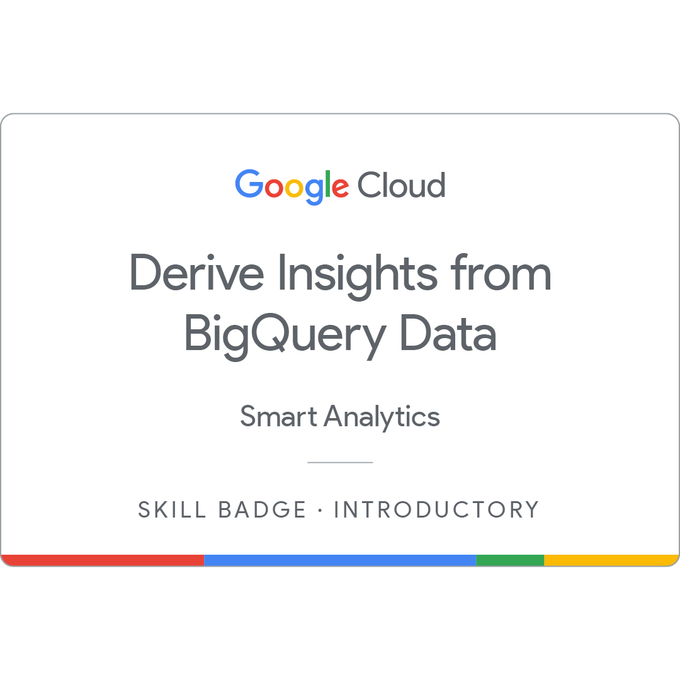 Google Cloud
Derive Insights from
BigQuery Data
Smart Analytics
SKILL BADGE · INTRODUCTORY